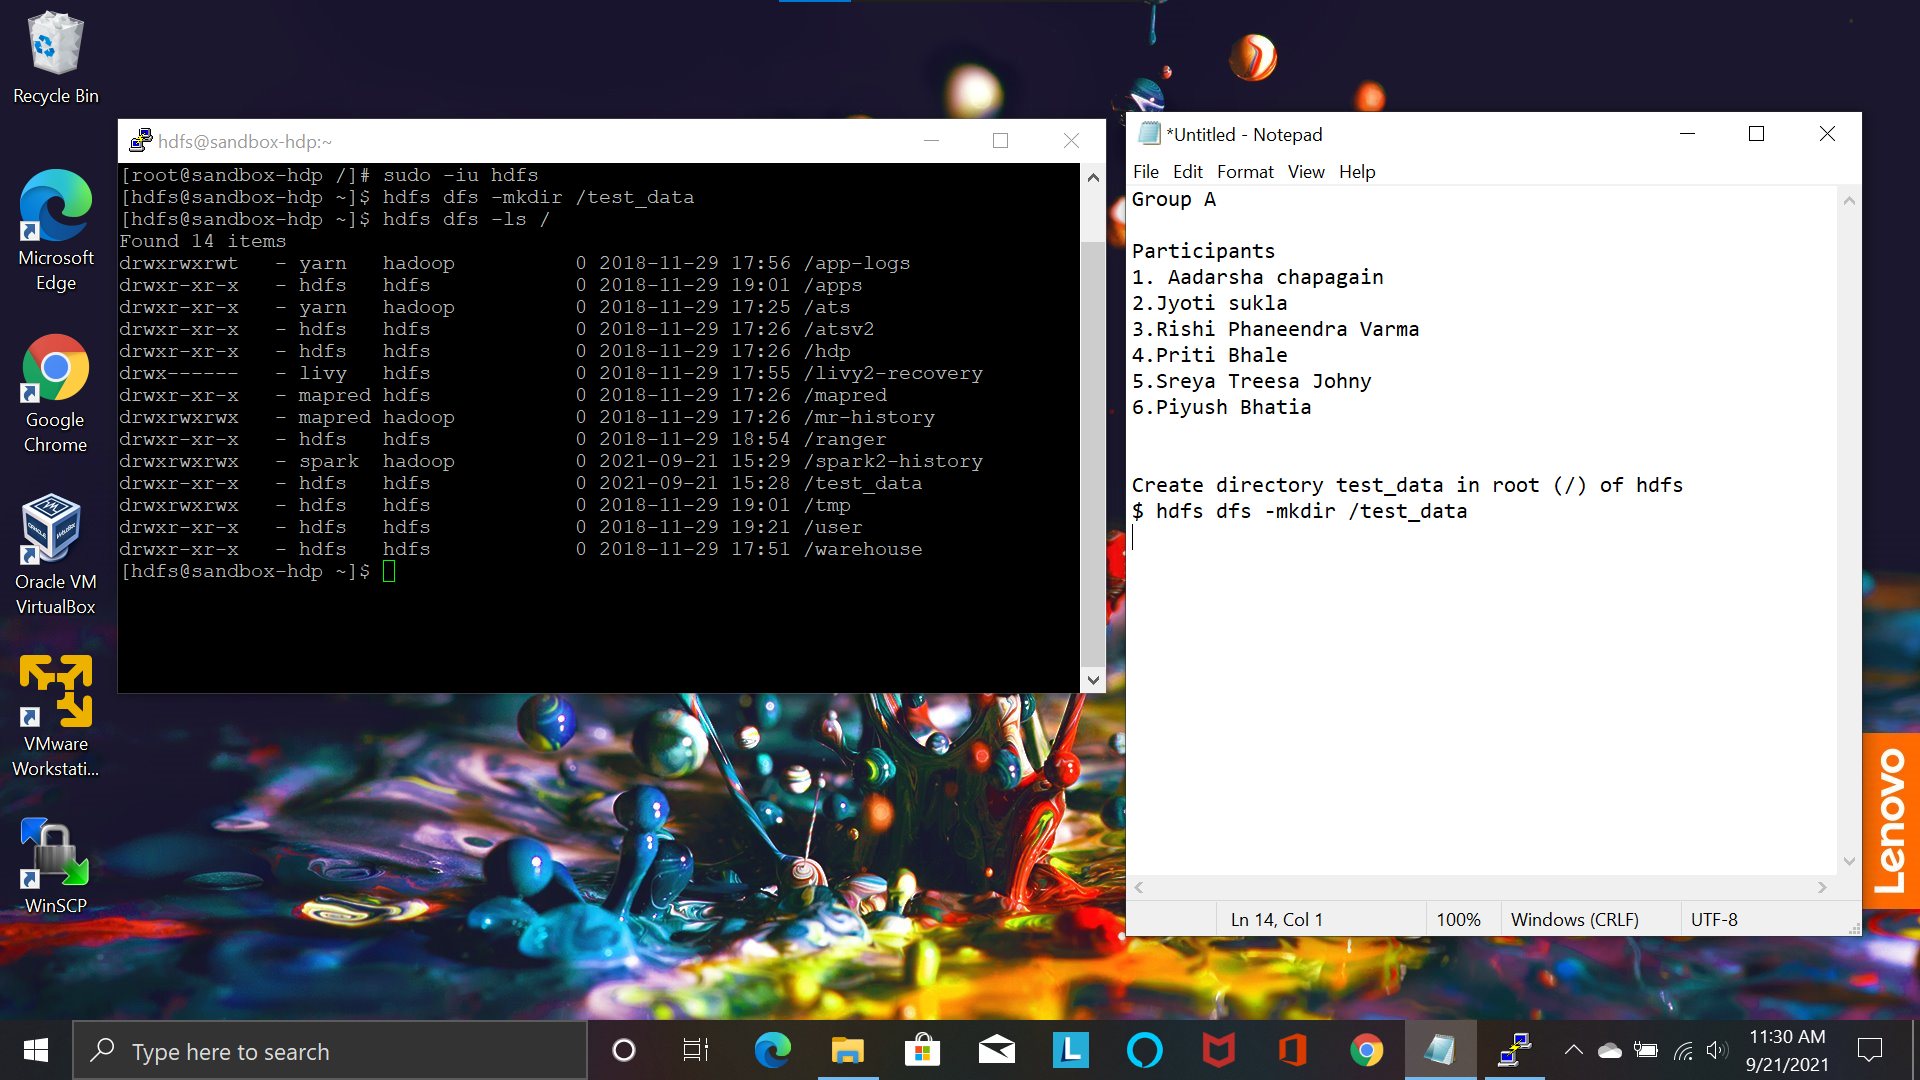 Recycle Bin
Microsoft
Edge
Google
Chrome
Oracle VM
VirtualBox
VMware
Workstati...
WinSCP
hdfs@sandbox-hdp:~
[root@sandbox-hdp /]# sudo -iu hdfs
[hdfs@sandbox-hdp ~]$ hdfs dfs -mkdir /test_data
[hdfs@sandbox-hdp ~]$ hdfs dfs -ls /
Found 14 items
drwxrwxrwt - yarn hadoop 0 2018-11-29 17:56 /app-logs
drwxr-xr-x - hdfs hdfs 0 2018-11-29 19:01 /apps
drwxr-xr-x - yarn hadoop 0 2018-11-29 17:25 /ats
drwxr-xr-x - hdfs hdfs 0 2018-11-29 17:26 /atsv2
drwxr-xr-x - hdfs hdfs 0 2018-11-29 17:26 /hdp
drwx------ - livy hdfs 0 2018-11-29 17:55 /livy2-recovery
drwxr-xr-x - mapred hdfs 0 2018-11-29 17:26 /mapred
drwxrwxrwx - mapred hadoop 0 2018-11-29 17:26 /mr-history
drwxr-xr-x - hdfs hdfs 0 2018-11-29 18:54 /ranger
drwxrwxrwx - spark hadoop 0 2021-09-21 15:29 /spark2-history
drwxr-xr-x - hdfs hdfs 0 2021-09-21 15:28 /test_data
drwxrwxrwx - hdfs hdfs 0 2018-11-29 19:01 /tmp
drwxr-xr-x - hdfs hdfs 0 2018-11-29 19:21 /user
drwxr-xr-x - hdfs hdfs 0 2018-11-29 17:51 /warehouse
[hdfs@sandbox-hdp ~]$
*Untitled - Notepad
File Edit Format View Help
Group A
Participants
1. Aadarsha chapagain
2.Jyoti sukla
3.Rishi Phaneendra Varma
4.Priti Bhale
5.Sreya Treesa Johny
6.Piyush Bhatia
Create directory test_data in root (/) of hdfs
$ hdfs dfs -mkdir /test_data
Ln 14, Col 1 100% Windows (CRLF) UTF-8
Lenovo
Type here to search
L
11:30 AM
9/21/2021